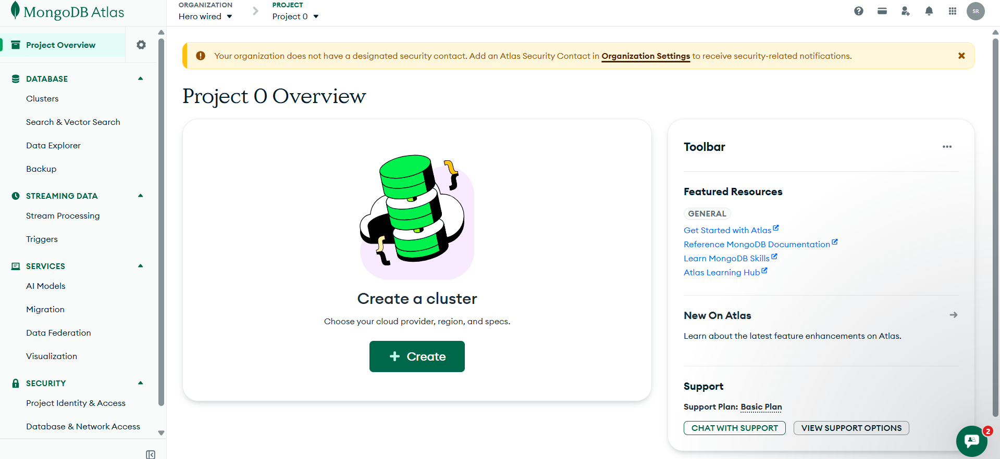 MongoDB Atlas
ORGANIZATION
Hero wired
PROJECT
Project 0
SR
Project Overview
DATABASE
Clusters
Search & Vector Search
Data Explorer
Backup
STREAMING DATA
Stream Processing
Triggers
SERVICES
AI Models
Migration
Data Federation
Visualization
SECURITY
Project Identity & Access
Database & Network Access
Your organization does not have a designated security contact. Add an Atlas Security Contact in Organization Settings to receive security-related notifications.
Project 0 Overview
Create a cluster
Choose your cloud provider, region, and specs.
+ Create
Toolbar
Featured Resources
GENERAL
Get Started with Atlas
Reference MongoDB Documentation
Learn MongoDB Skills
Atlas Learning Hub
New On Atlas
Learn about the latest feature enhancements on Atlas.
Support
Support Plan: Basic Plan
CHAT WITH SUPPORT
VIEW SUPPORT OPTIONS
2